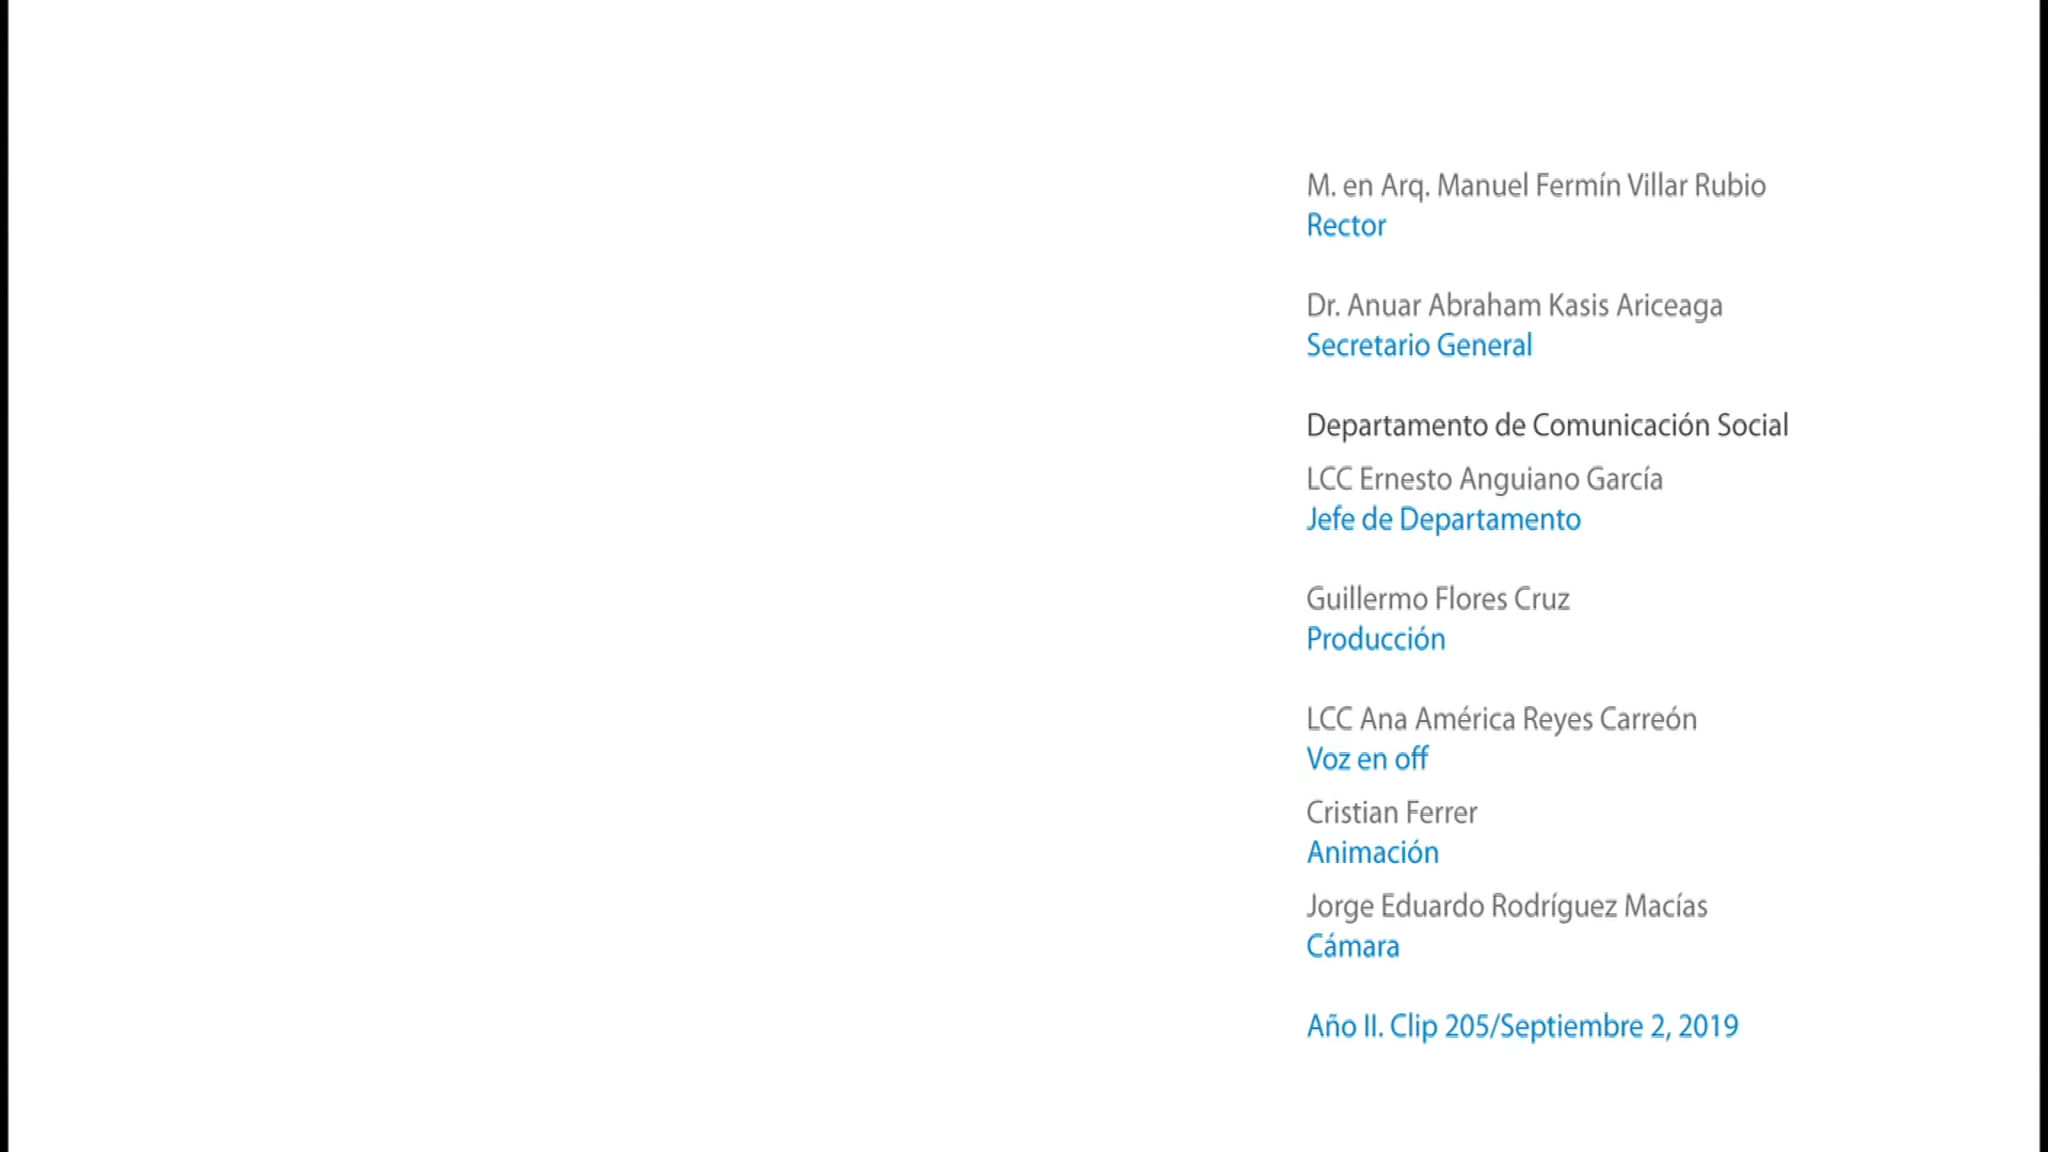 M. en Arq. Manuel Fermín Villar Rubio
Rector
Dr. Anuar Abraham Kasis Ariceaga
Secretario General
Departamento de Comunicación Social
LCC Ernesto Anguiano García
Jefe de Departamento
Guillermo Flores Cruz
Producción
LCC Ana América Reyes Carreón
Voz en off
Cristian Ferrer
Animación
Jorge Eduardo Rodríguez Macías
Cámara
Año II. Clip 205/Septiembre 2, 2019